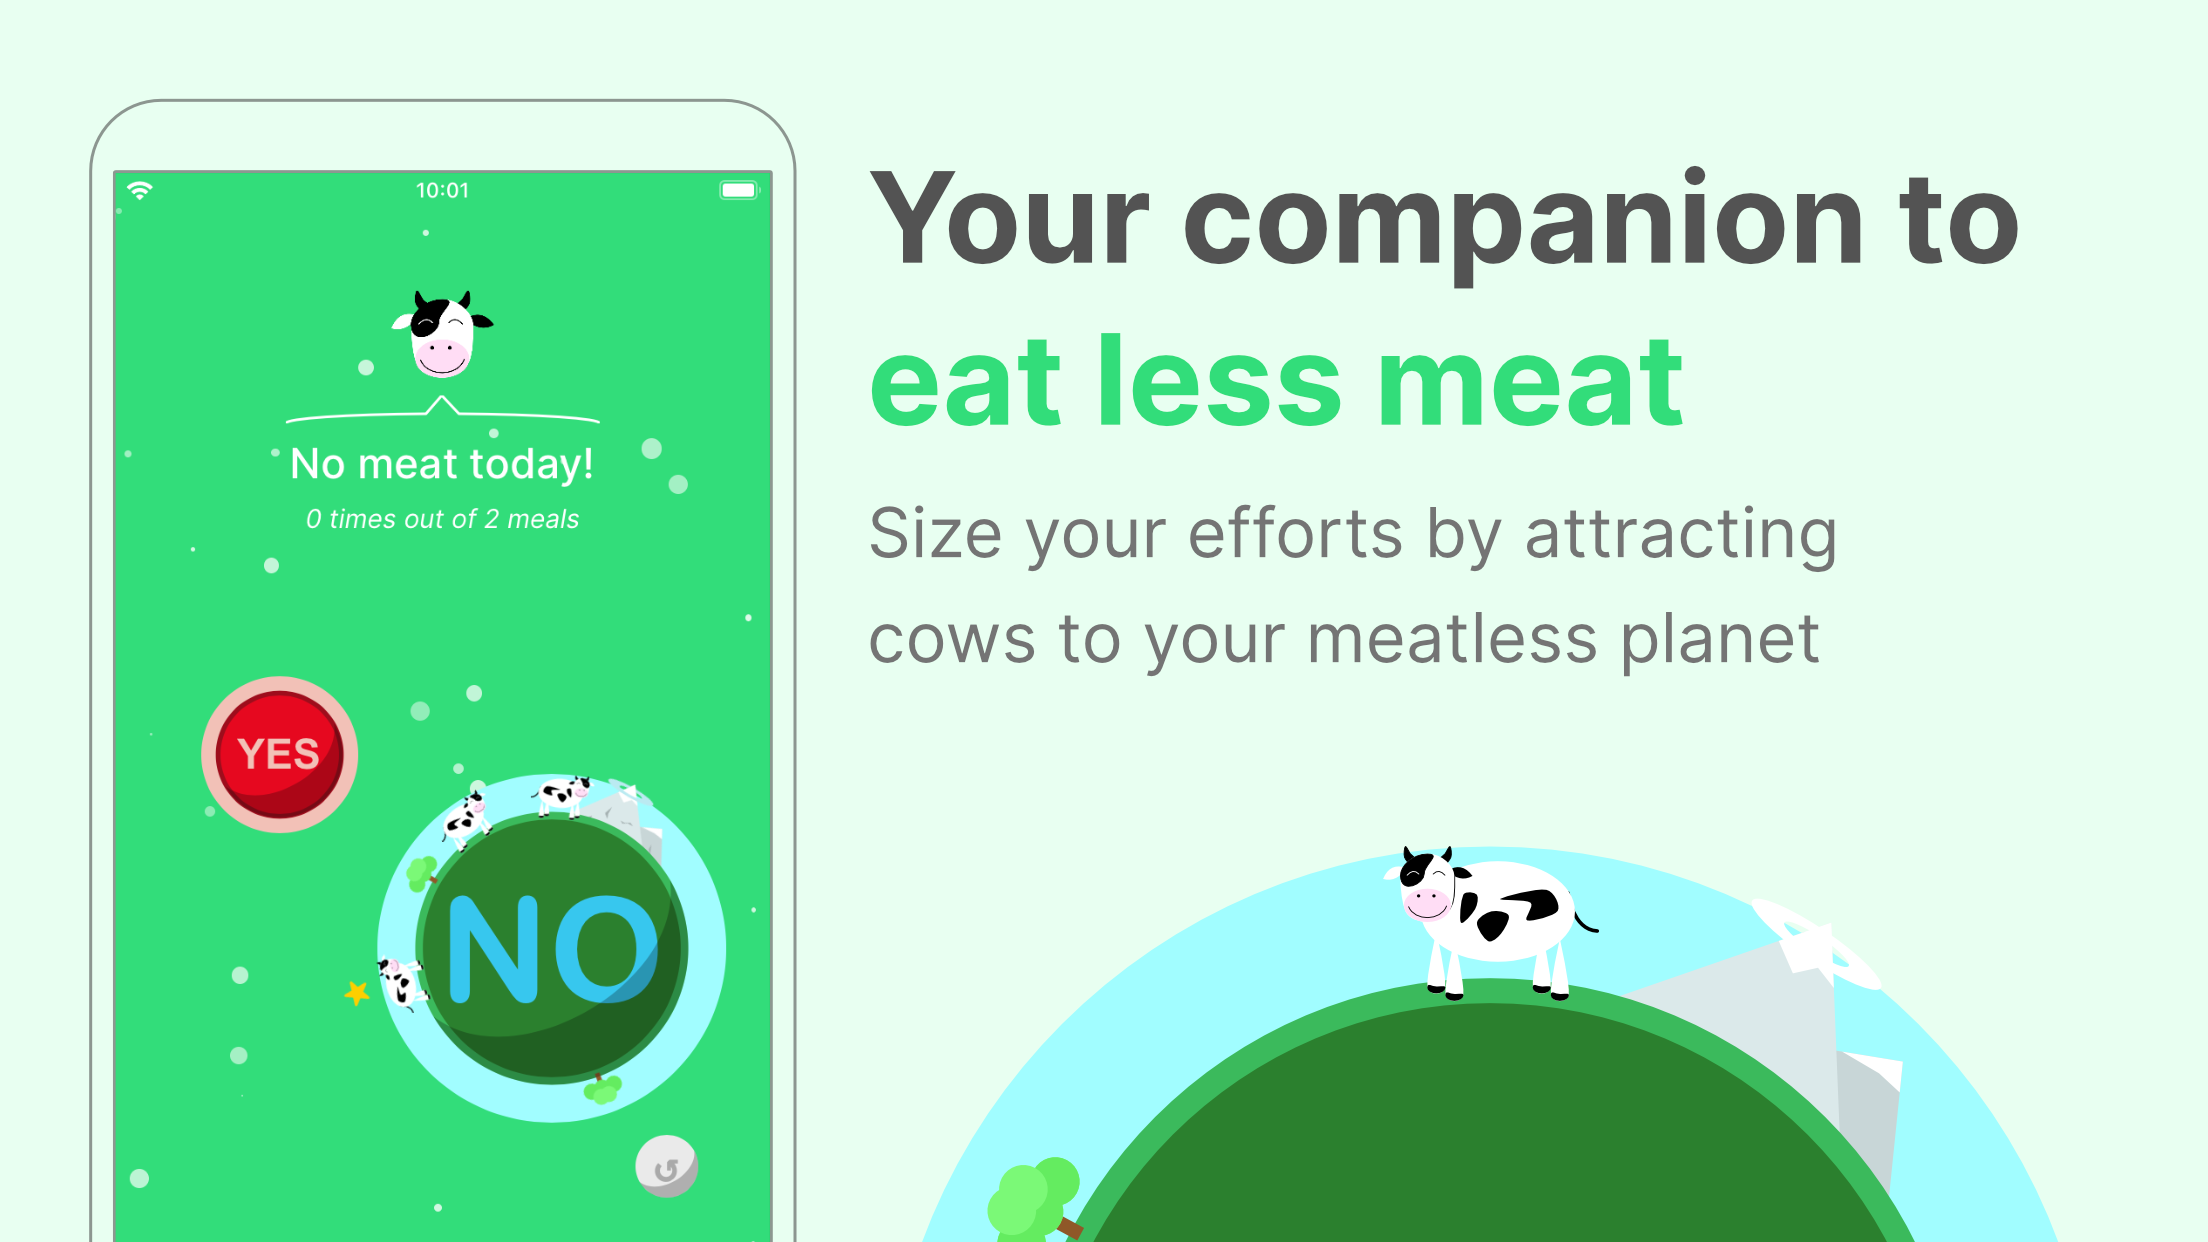 10:01
No meat today!
0 times out of 2 meals
YES
NO
Your companion to
eat less meat
Size your efforts by attracting
cows to your meatless planet